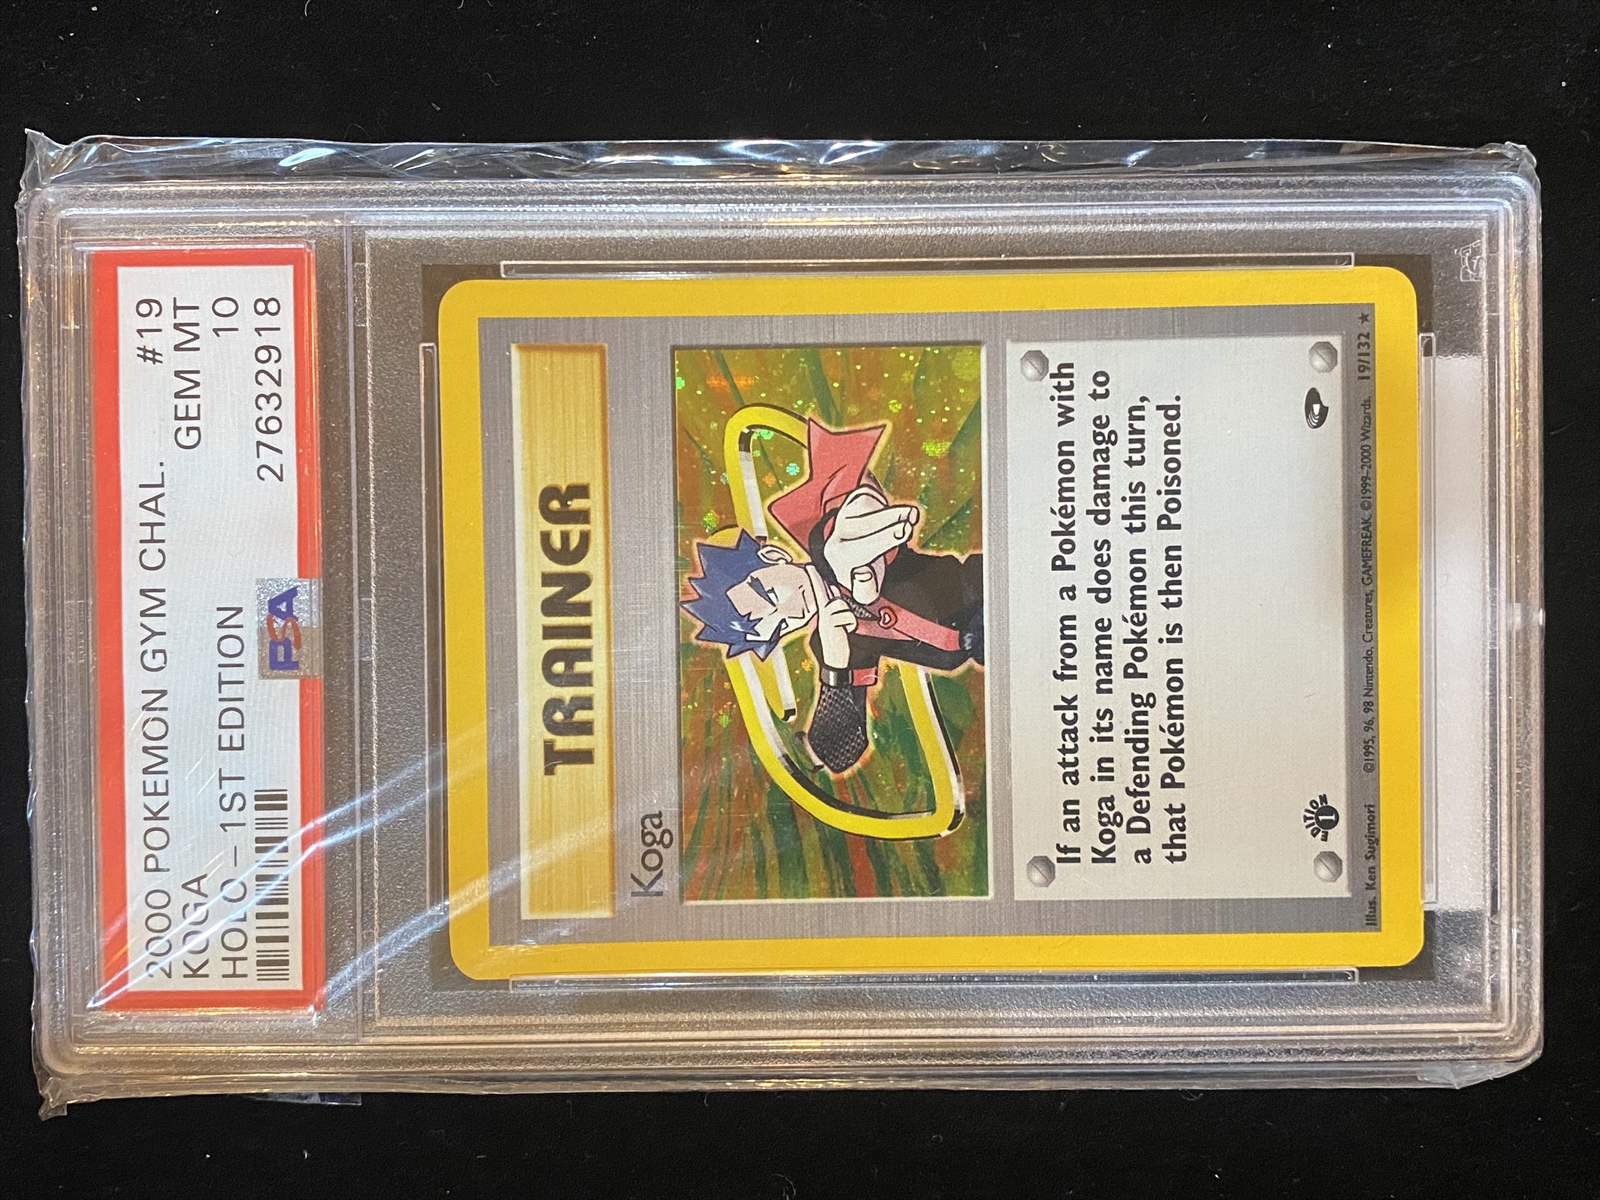 2000 POKEMON GYM CHAL. #19
KOGA GEM MT
HOLO – 1ST EDITION 10
27632918
PSA
TRAINER
Koga
If an attack from a Pokémon with
Koga in its name does damage to
a Defending Pokémon this turn,
that Pokémon is then Poisoned.
EDITION
1
Illus. Ken Sugimori ©1995, 96, 98 Nintendo, Creatures, GAMEFREAK. ©1999-2000 Wizards. 19/132 ★